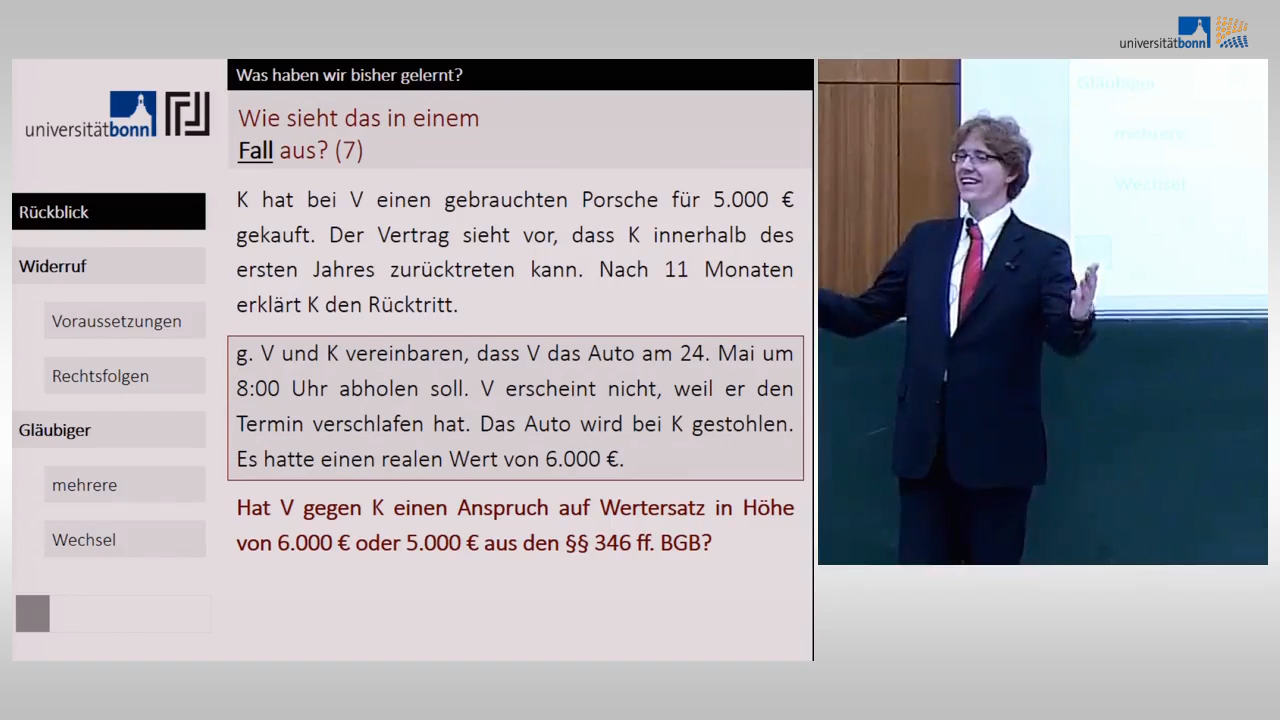 universitätbonn
Was haben wir bisher gelernt?
universitätbonn
Wie sieht das in einem
Fall aus? (7)
Rückblick
Widerruf
Voraussetzungen
Rechtsfolgen
Gläubiger
mehrere
Wechsel
K hat bei V einen gebrauchten Porsche für 5.000 €
gekauft. Der Vertrag sieht vor, dass K innerhalb des
ersten Jahres zurücktreten kann. Nach 11 Monaten
erklärt K den Rücktritt.
g. V und K vereinbaren, dass V das Auto am 24. Mai um
8:00 Uhr abholen soll. V erscheint nicht, weil er den
Termin verschlafen hat. Das Auto wird bei K gestohlen.
Es hatte einen realen Wert von 6.000 €.
Hat V gegen K einen Anspruch auf Wertersatz in Höhe
von 6.000 € oder 5.000 € aus den §§ 346 ff. BGB?
Gläubiger
mehrere
Wechsel